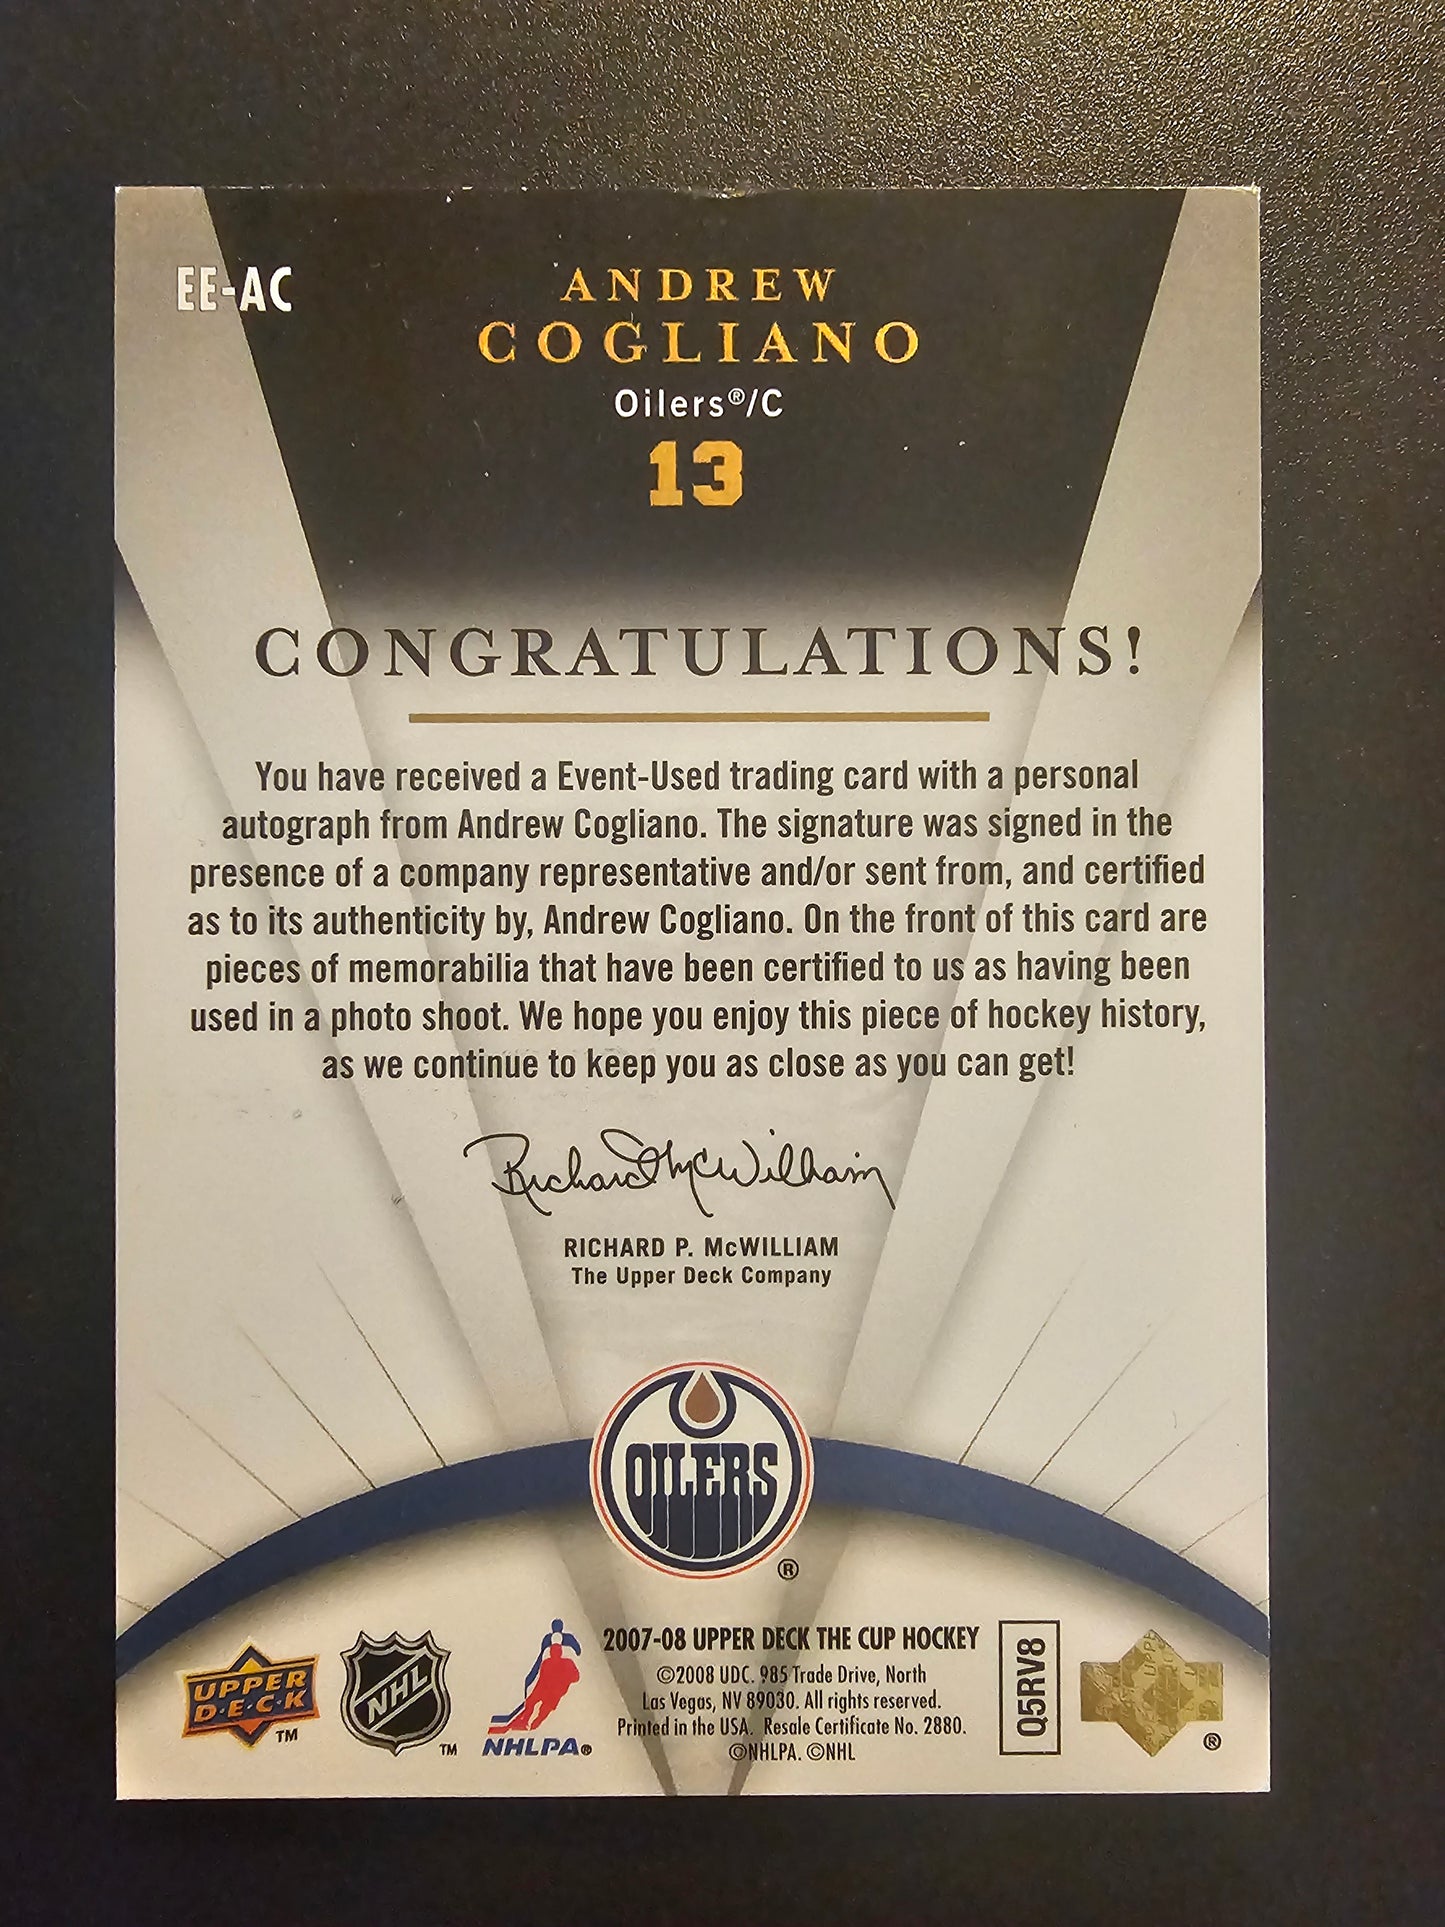 EE-AC
ANDREW
COGLIANO
Oilers®/C
13
CONGRATULATIONS!
You have received a Event-Used trading card with a personal
autograph from Andrew Cogliano. The signature was signed in the
presence of a company representative and/or sent from, and certified
as to its authenticity by, Andrew Cogliano. On the front of this card are
pieces of memorabilia that have been certified to us as having been
used in a photo shoot. We hope you enjoy this piece of hockey history,
as we continue to keep you as close as you can get!
Richard McWilliam
RICHARD P. McWILLIAM
The Upper Deck Company
OILERS
®
UPPER
D·E·C·K
TM
NHL
TM
NHLPA®
2007-08 UPPER DECK THE CUP HOCKEY
©2008 UDC. 985 Trade Drive, North
Las Vegas, NV 89030. All rights reserved.
Printed in the USA. Resale Certificate No. 2880.
©NHLPA. ©NHL
Q5RV8
®